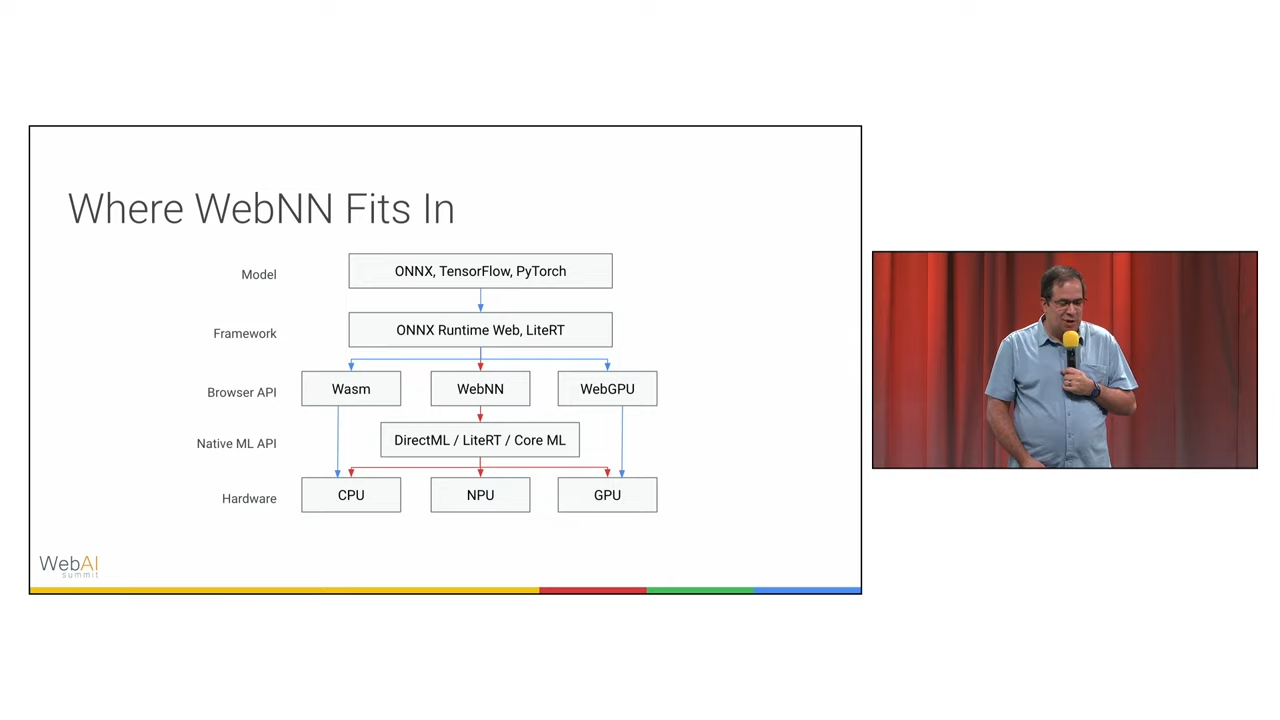 Where WebNN Fits In
Model
ONNX, TensorFlow, PyTorch
Framework
ONNX Runtime Web, LiteRT
Browser API
Wasm
WebNN
WebGPU
Native ML API
DirectML / LiteRT / Core ML
Hardware
CPU
NPU
GPU
WebAI
summit